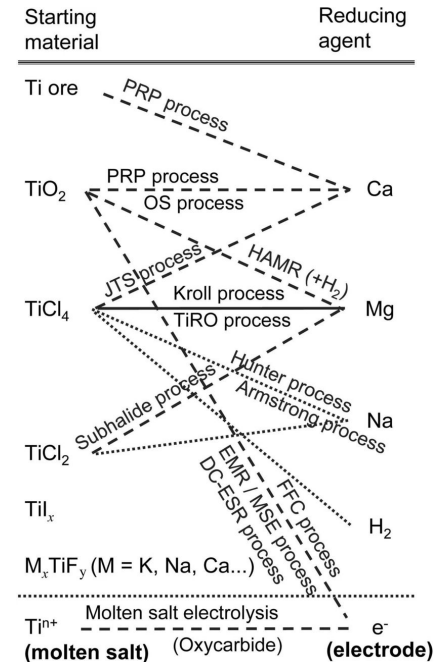 Starting material
Reducing agent
Ti ore
PRP process
TiO₂
PRP process
OS process
Ca
JTS process
HAMR (+H₂)
TiCl₄
Kroll process
TiRO process
Mg
Hunter process
Armstrong process
Na
Subhalide process
TiCl₂
EMR / MSE process
DC-ESR process
FFC process
TiIₓ
H₂
MₓTiFᵧ (M = K, Na, Ca...)
Tiⁿ⁺
Molten salt electrolysis
e⁻
(molten salt)
(Oxycarbide)
(electrode)